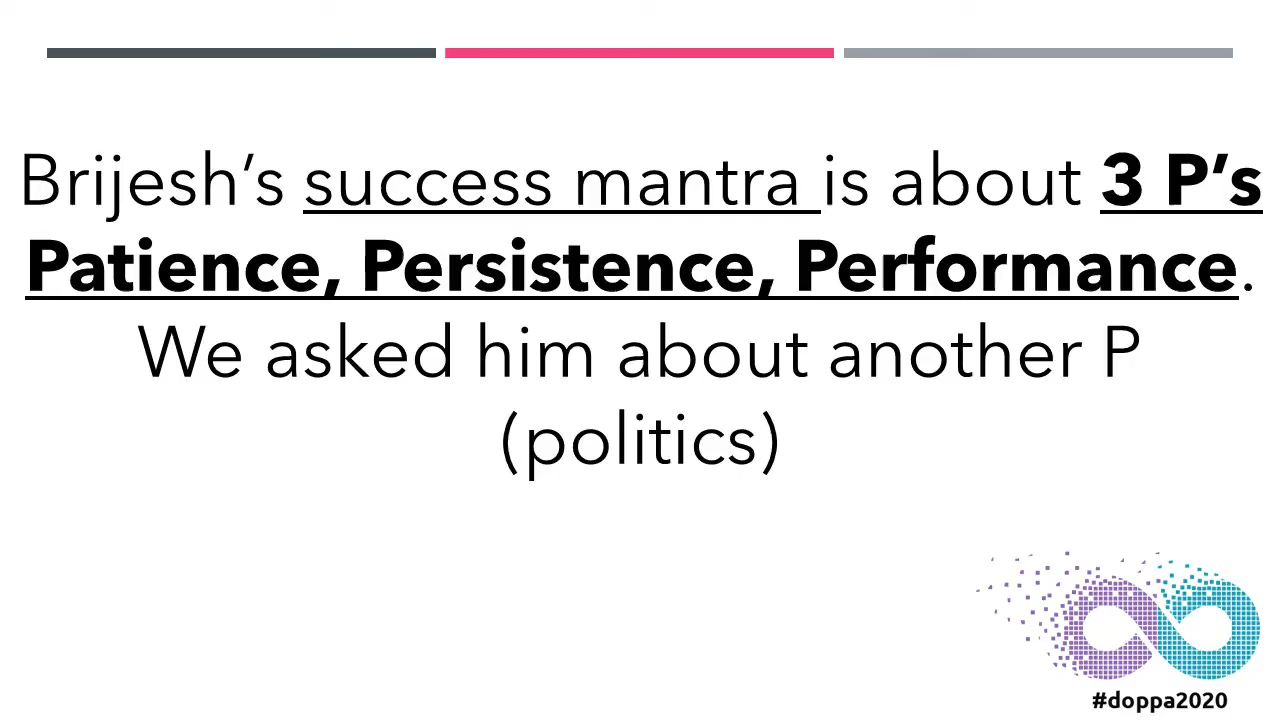 Brijesh’s success mantra is about 3 P’s
Patience, Persistence, Performance.
We asked him about another P
(politics)
#doppa2020